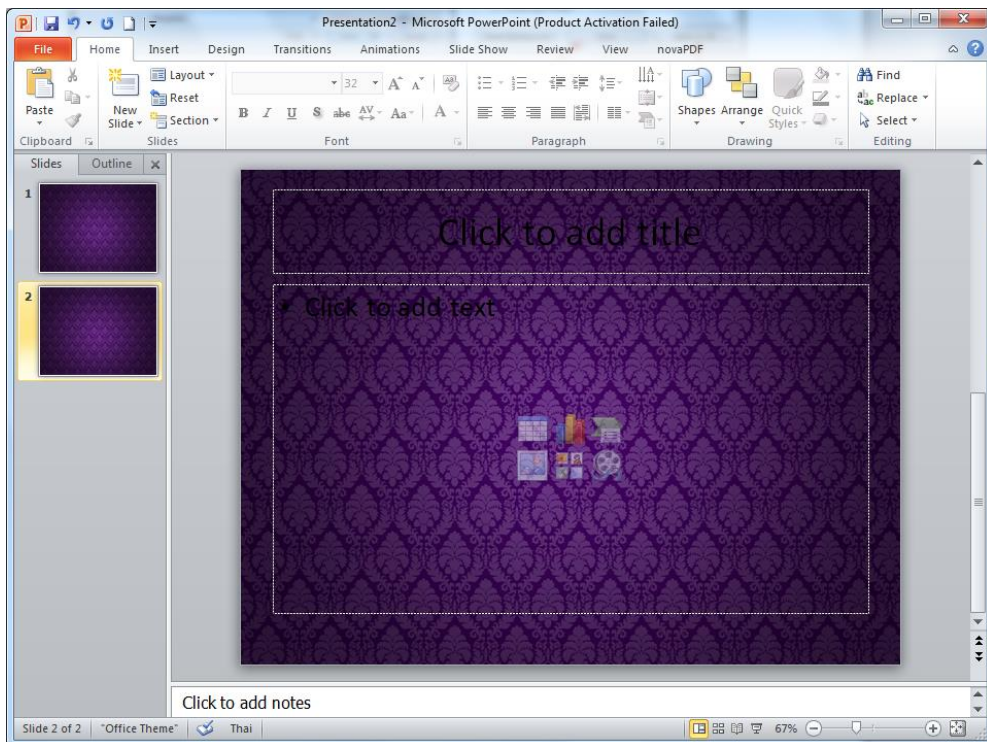 Presentation2 - Microsoft PowerPoint (Product Activation Failed)
File Home Insert Design Transitions Animations Slide Show Review View novaPDF
Paste
New Slide
Layout
Reset
Section
32
B I U S abc AV Aa A
Shapes Arrange Quick Styles
Find
Replace
Select
Clipboard Slides Font Paragraph Drawing Editing
Slides Outline
1
2
Click to add title
• Click to add text
Click to add notes
Slide 2 of 2 "Office Theme" Thai 67%